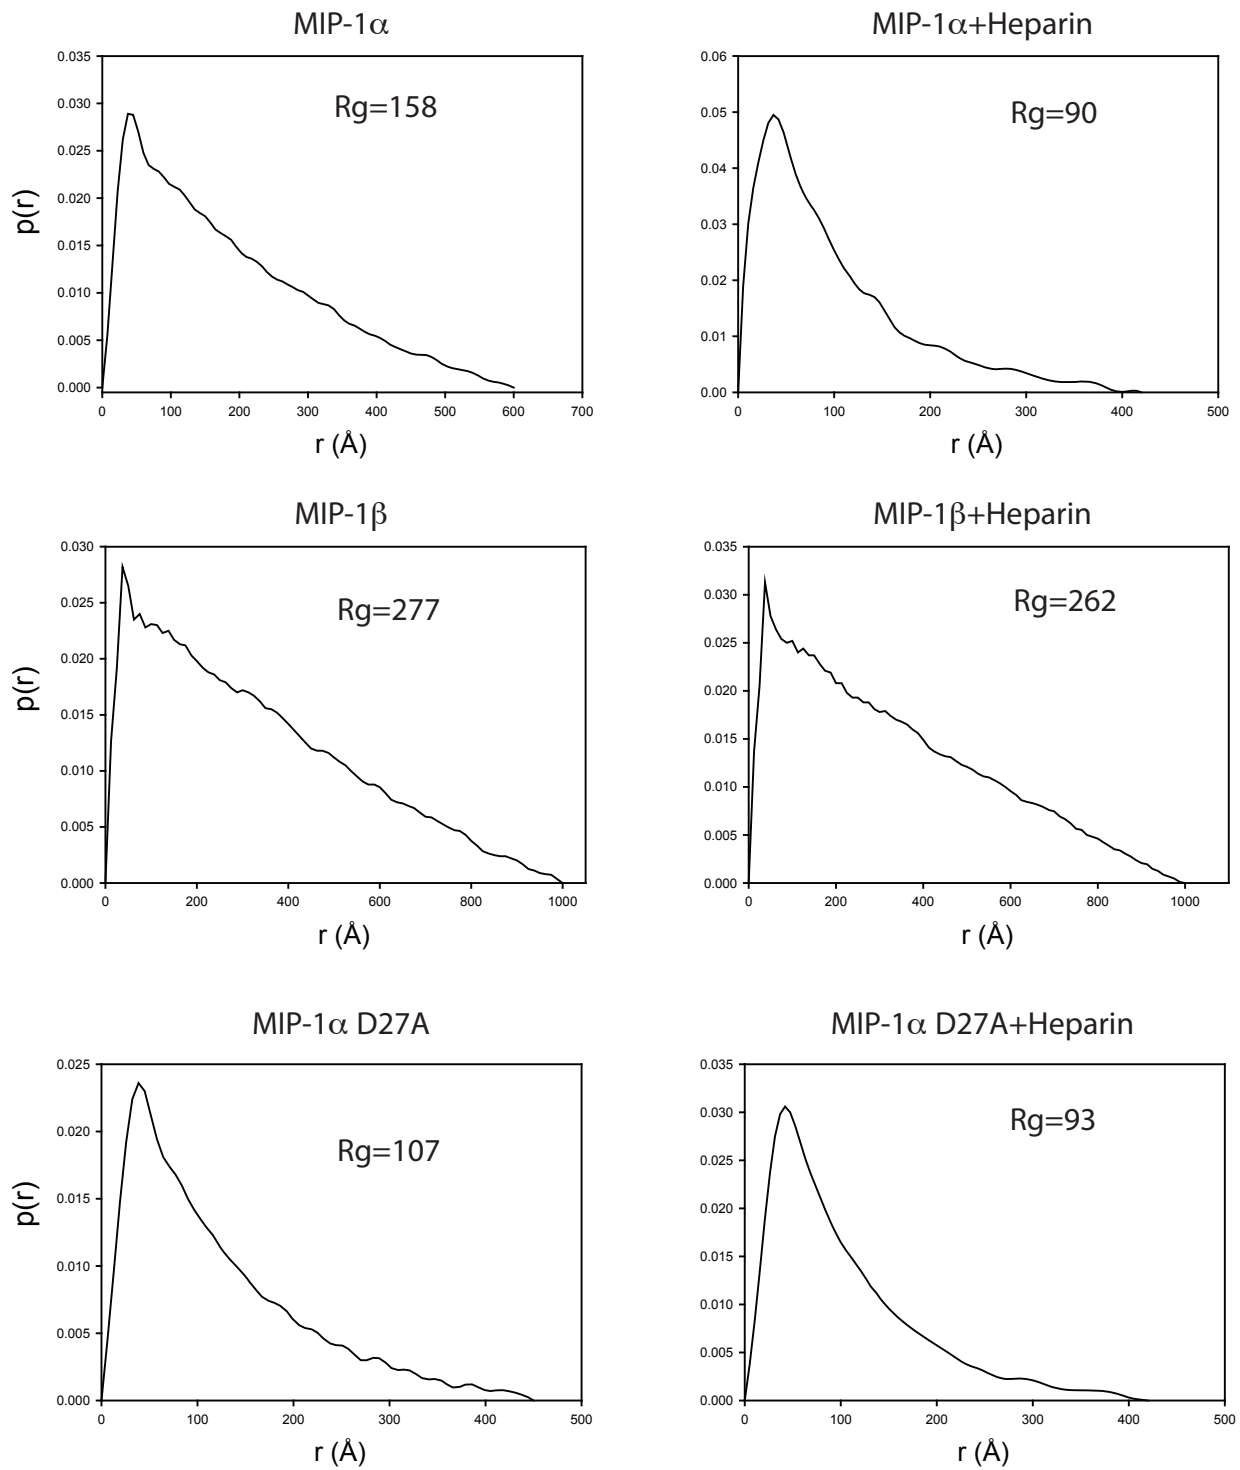 MIP-1α
Rg=158
p(r)
0.035
0.030
0.025
0.020
0.015
0.010
0.005
0.000
0 100 200 300 400 500 600 700
r (Å)
MIP-1α+Heparin
Rg=90
0.06
0.05
0.04
0.03
0.02
0.01
0.00
0 100 200 300 400 500
r (Å)
MIP-1β
Rg=277
p(r)
0.030
0.025
0.020
0.015
0.010
0.005
0.000
0 200 400 600 800 1000
r (Å)
MIP-1β+Heparin
Rg=262
0.035
0.030
0.025
0.020
0.015
0.010
0.005
0.000
0 200 400 600 800 1000
r (Å)
MIP-1α D27A
Rg=107
p(r)
0.025
0.020
0.015
0.010
0.005
0.000
0 100 200 300 400 500
r (Å)
MIP-1α D27A+Heparin
Rg=93
0.035
0.030
0.025
0.020
0.015
0.010
0.005
0.000
0 100 200 300 400 500
r (Å)